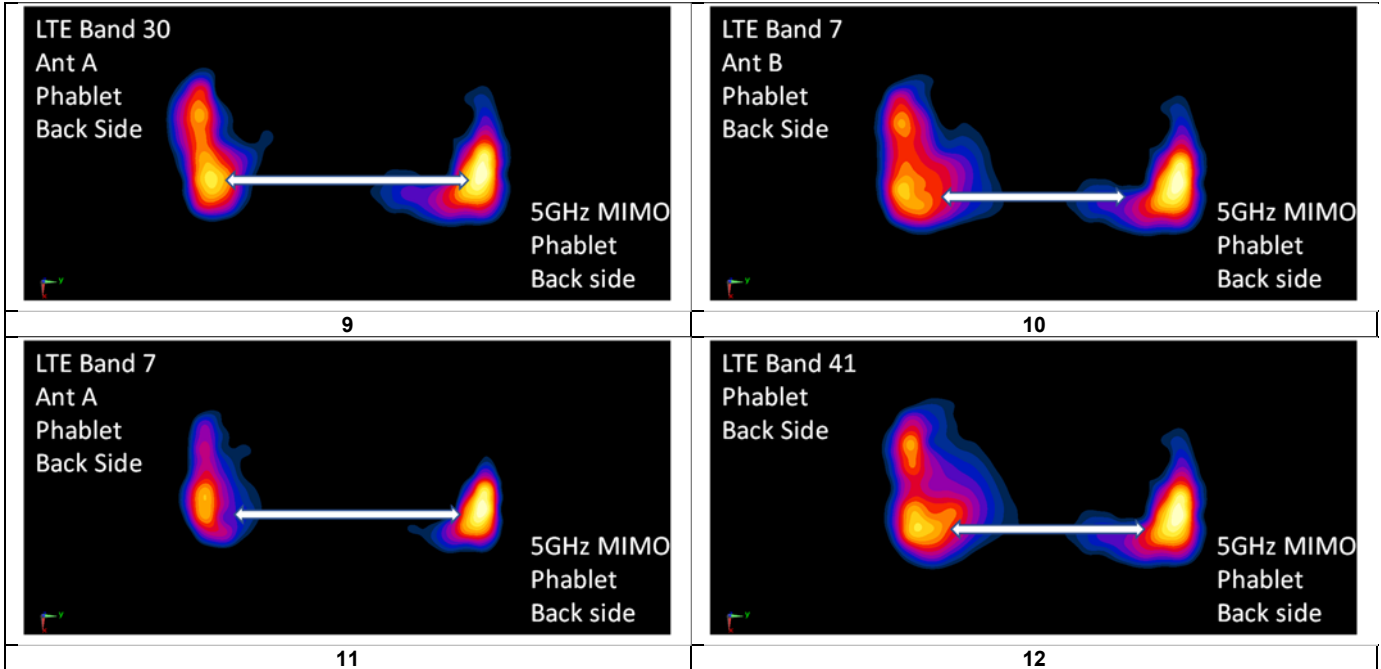 LTE Band 30
Ant A
Phablet
Back Side
5GHz MIMO
Phablet
Back side
y
9
LTE Band 7
Ant B
Phablet
Back Side
5GHz MIMO
Phablet
Back side
y
10
LTE Band 7
Ant A
Phablet
Back Side
5GHz MIMO
Phablet
Back side
y
11
LTE Band 41
Phablet
Back Side
5GHz MIMO
Phablet
Back side
y
12